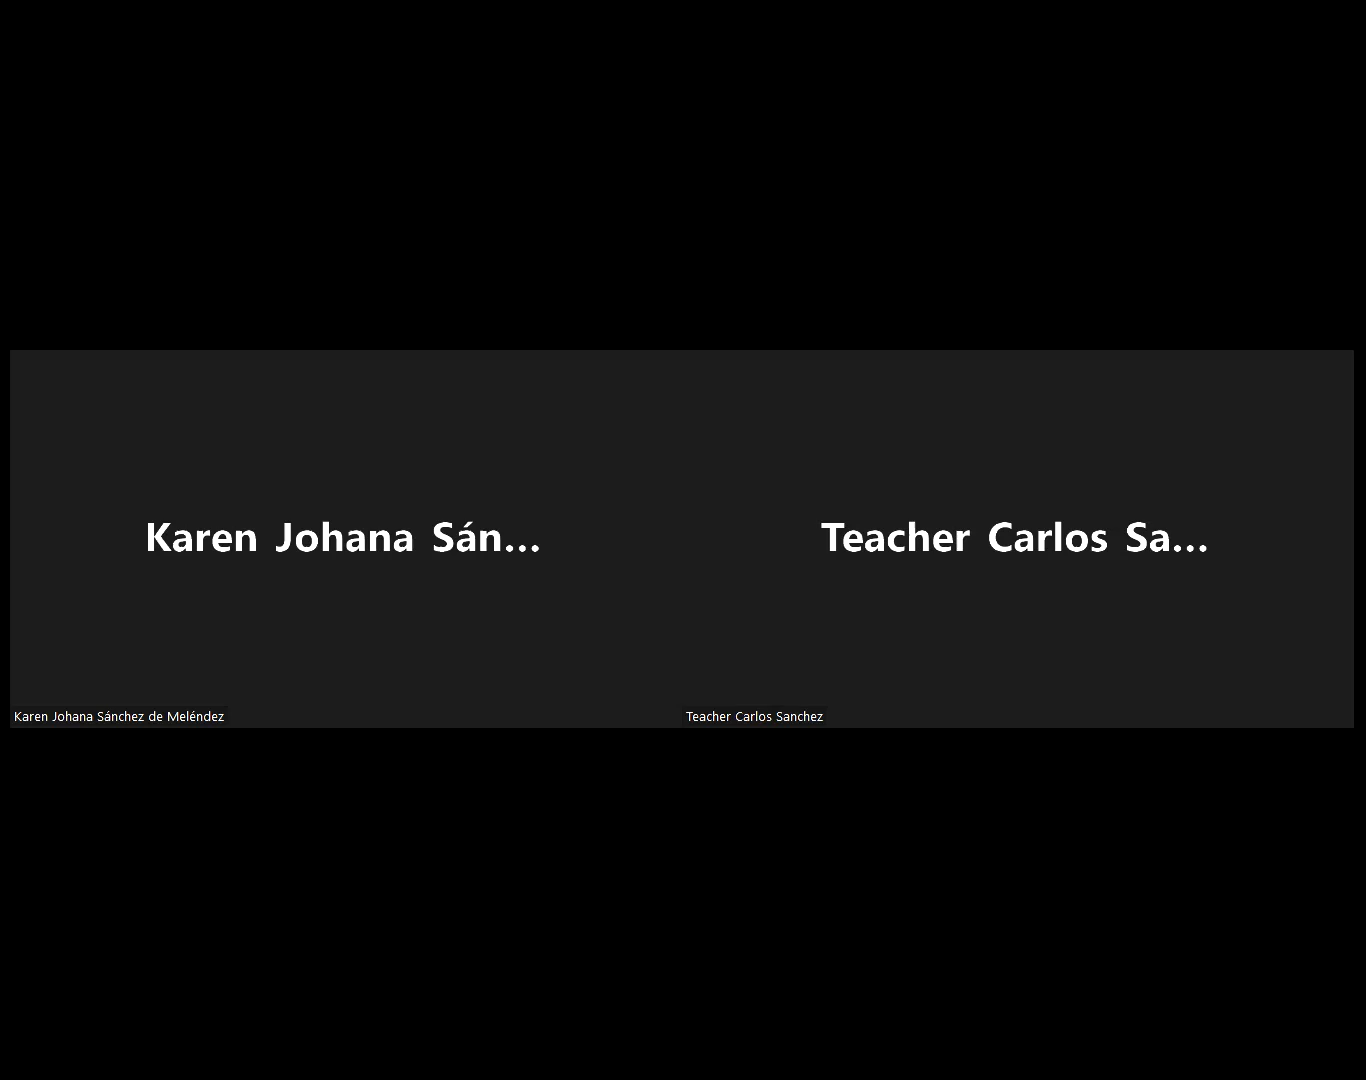 Karen Johana Sán...
Teacher Carlos Sa...
Karen Johana Sánchez de Meléndez
Teacher Carlos Sanchez